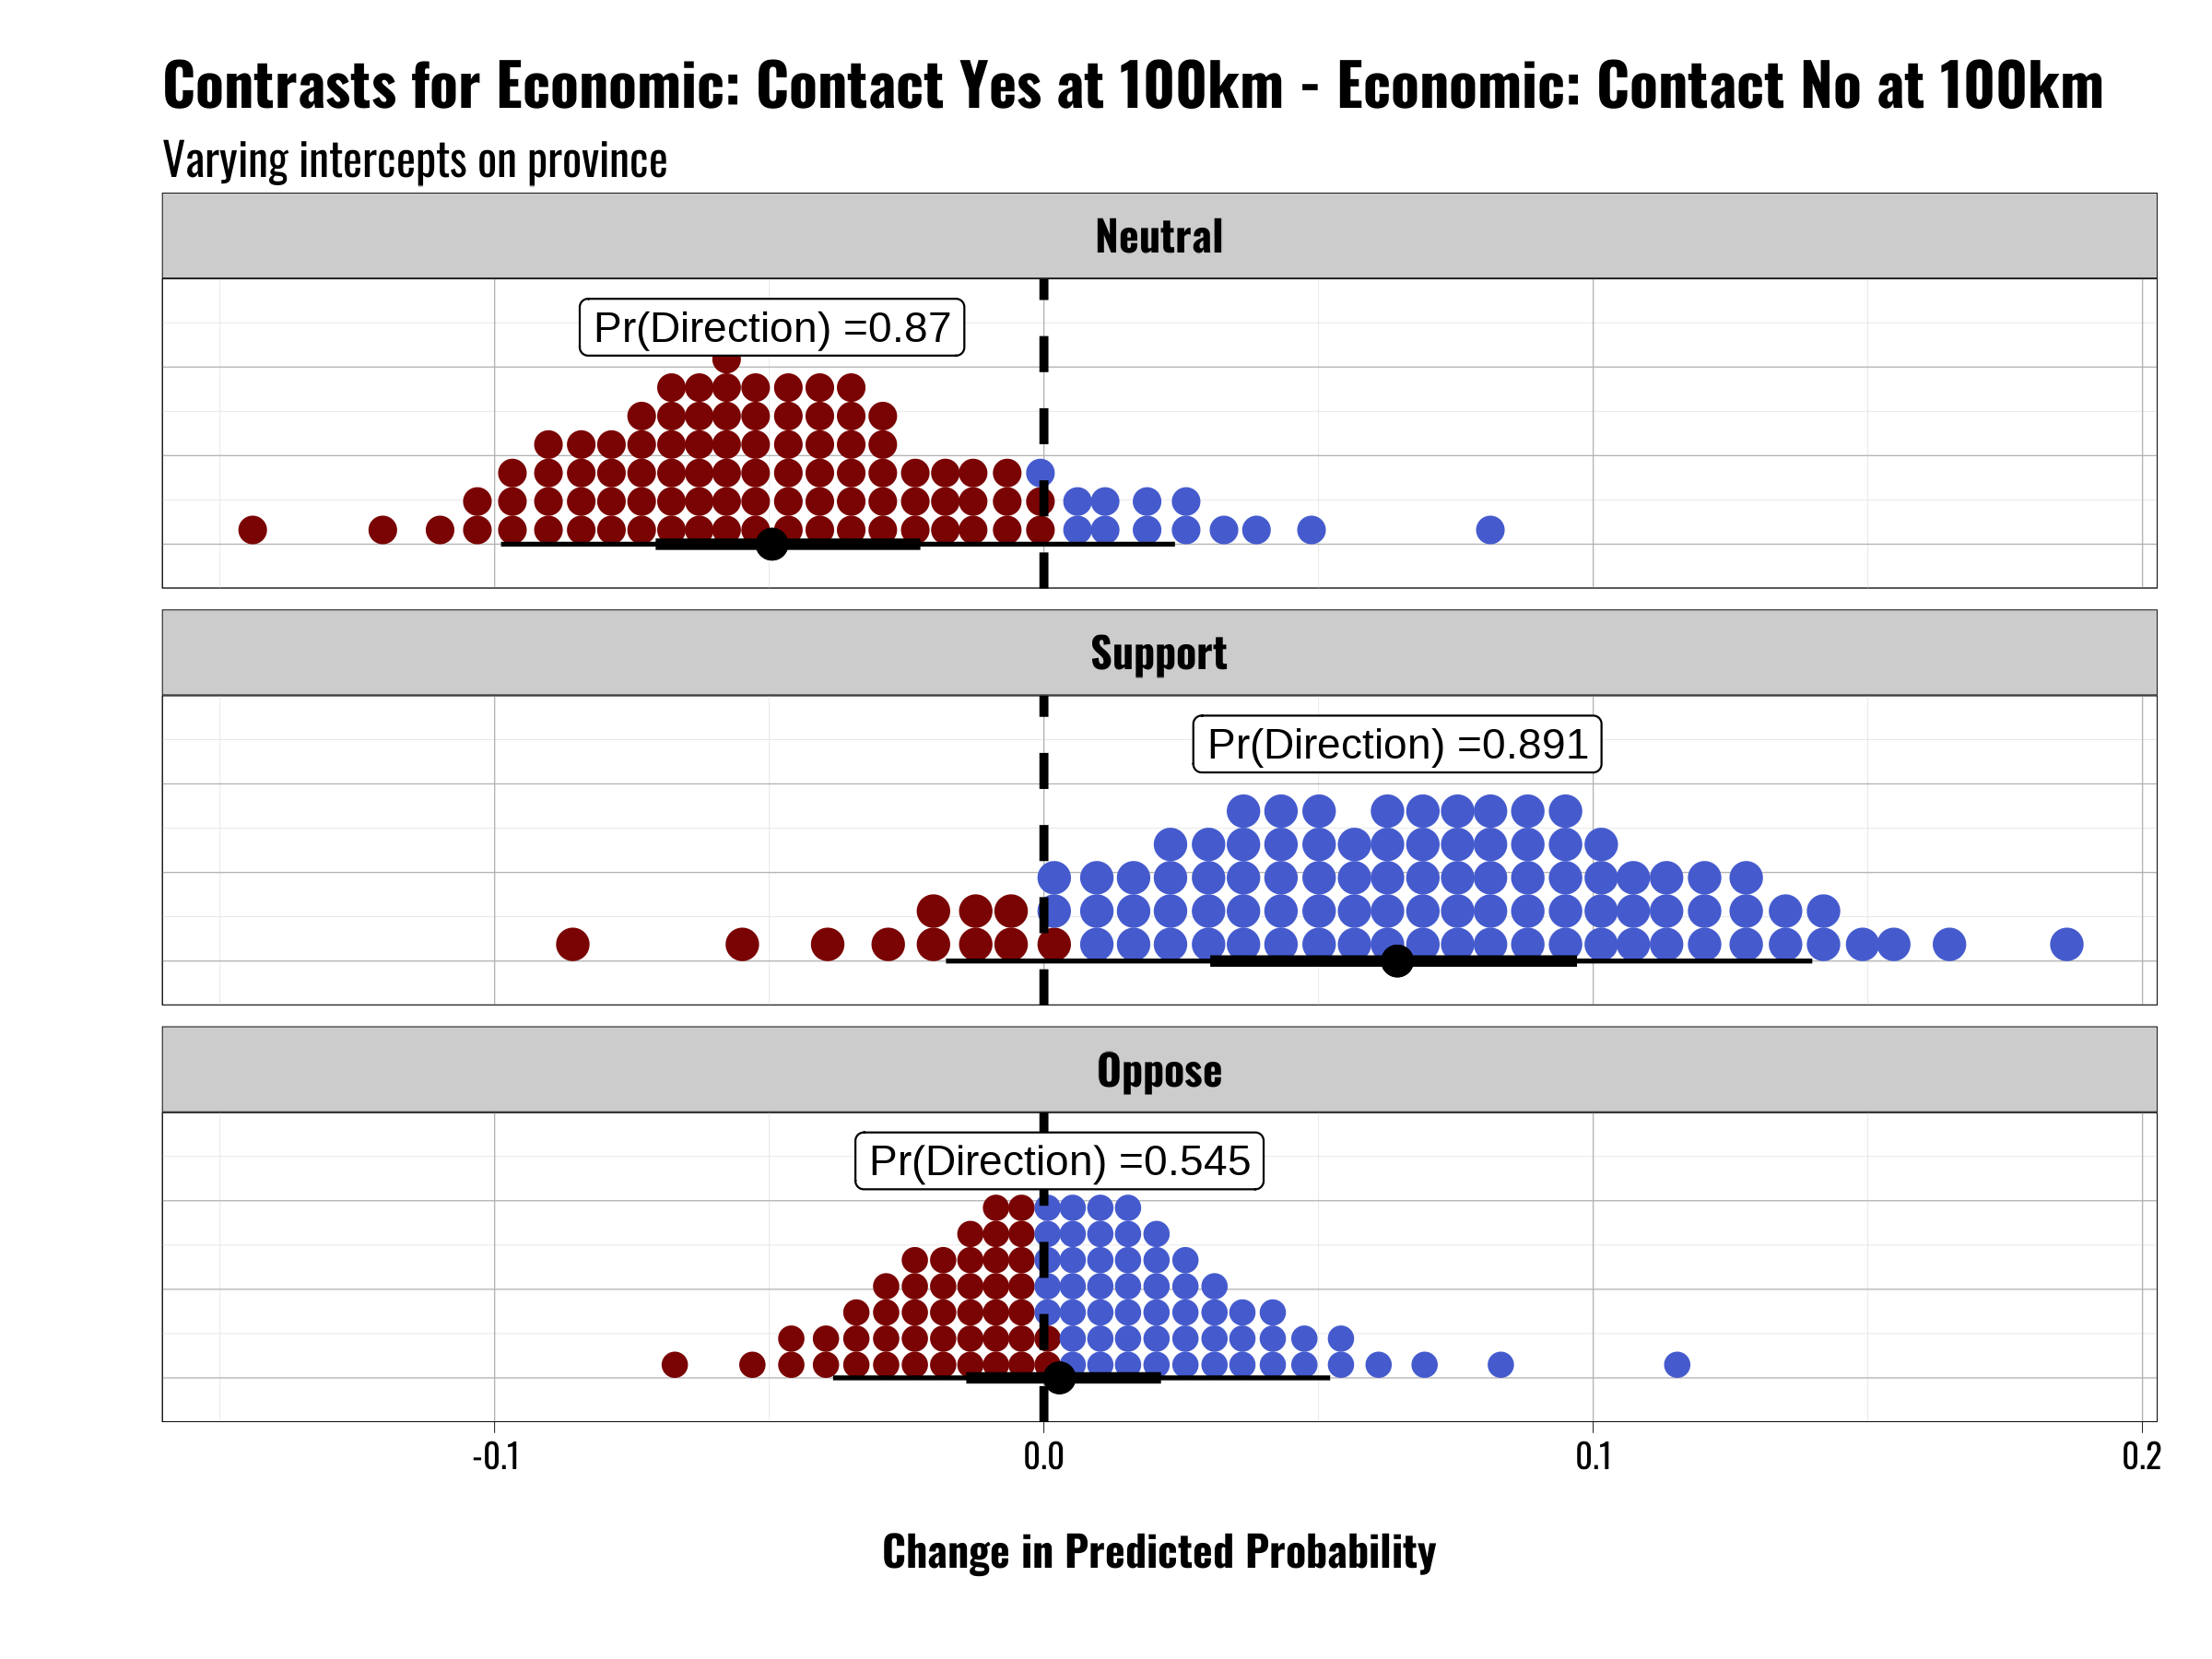 Contrasts for Economic: Contact Yes at 100km - Economic: Contact No at 100km
Varying intercepts on province
Neutral
Pr(Direction) =0.87
Support
Pr(Direction) =0.891
Oppose
Pr(Direction) =0.545
-0.1 0.0 0.1 0.2
Change in Predicted Probability